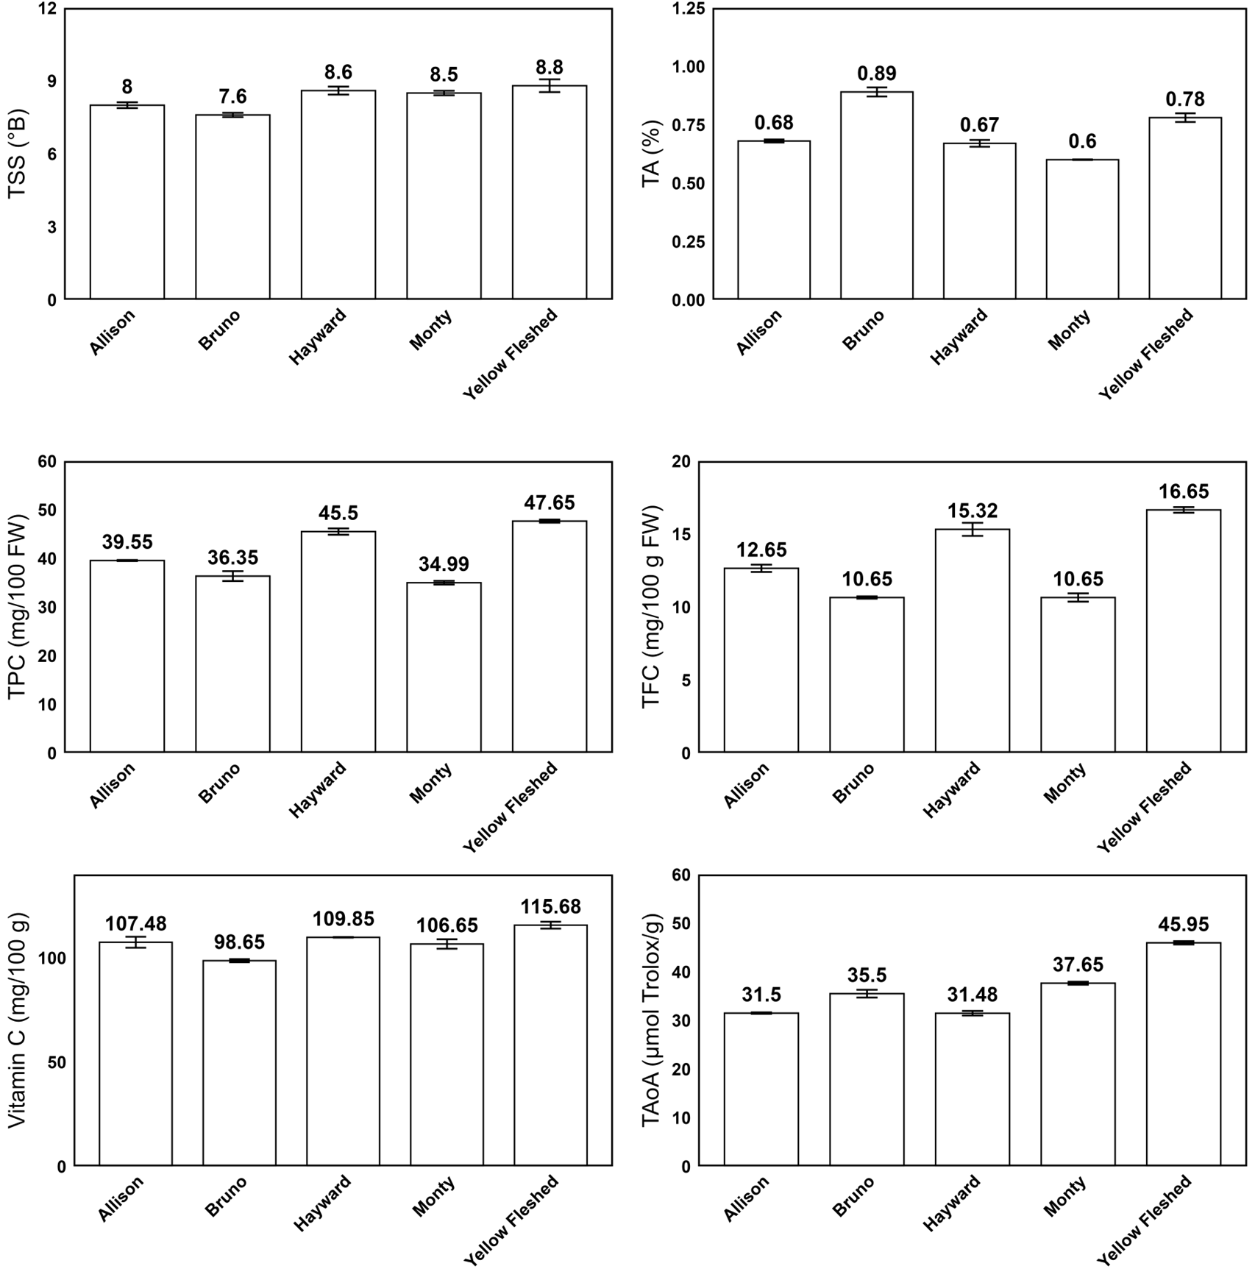 TSS (°B)
12
9
6
3
0
8
7.6
8.6
8.5
8.8
Allison
Bruno
Hayward
Monty
Yellow Fleshed
TA (%)
1.25
1.00
0.75
0.50
0.25
0.00
0.68
0.89
0.67
0.6
0.78
Allison
Bruno
Hayward
Monty
Yellow Fleshed
TPC (mg/100 FW)
60
50
40
30
20
10
0
39.55
36.35
45.5
34.99
47.65
Allison
Bruno
Hayward
Monty
Yellow Fleshed
TFC (mg/100 g FW)
20
15
10
5
0
12.65
10.65
15.32
10.65
16.65
Allison
Bruno
Hayward
Monty
Yellow Fleshed
Vitamin C (mg/100 g)
100
50
0
107.48
98.65
109.85
106.65
115.68
Allison
Bruno
Hayward
Monty
Yellow Fleshed
TAoA (µmol Trolox/g)
60
50
40
30
20
10
0
31.5
35.5
31.48
37.65
45.95
Allison
Bruno
Hayward
Monty
Yellow Fleshed